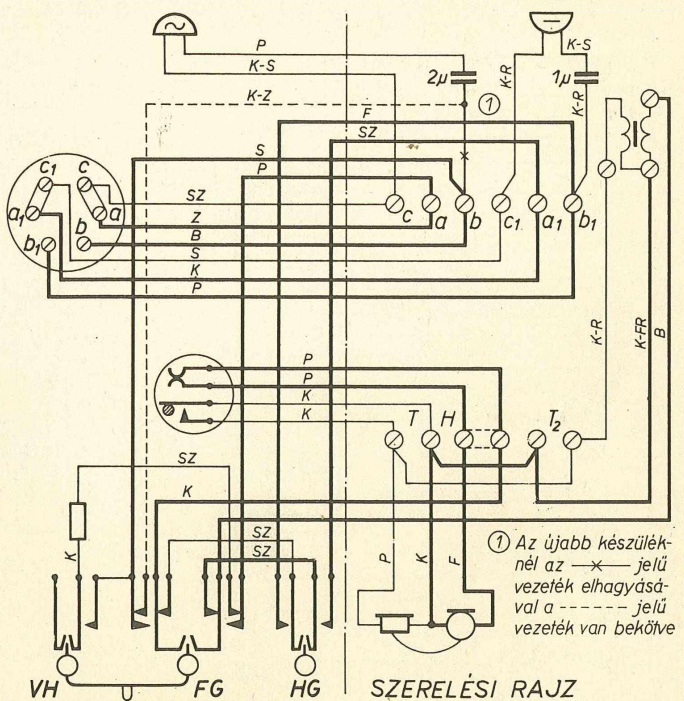 P
K-S
K-S
2µ
1µ
K-R
K-R
K-Z
1
F
S
SZ
P
c1 c
a1 a
b1 b
SZ
Z
B
S
K
P
c a b c1 a1 b1
K-R
K-FR
B
P
P
K
K
T H T2
SZ
K
SZ
SZ
K
P K F
1 Az újabb készülék-
nél az —×— jelű
vezeték elhagyásá-
val a ------- jelű
vezeték van bekötve
VH FG HG
SZERELÉSI RAJZ